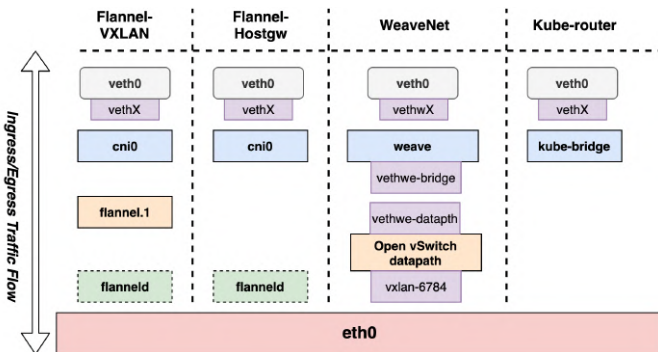 Flannel-
VXLAN
Flannel-
Hostgw
WeaveNet
Kube-router
Ingress/Egress Traffic Flow
veth0
veth0
veth0
veth0
vethX
vethX
vethwX
vethX
cni0
cni0
weave
kube-bridge
vethwe-bridge
flannel.1
vethwe-datapth
Open vSwitch
datapath
flanneld
flanneld
vxlan-6784
eth0